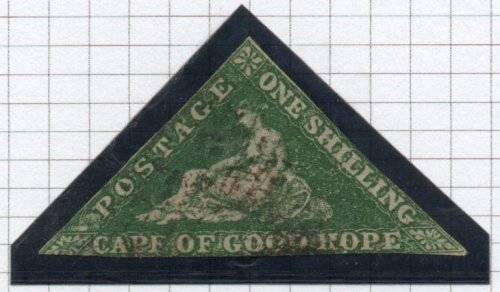 POSTAGE
ONE SHILLING
CAPE OF GOOD HOPE